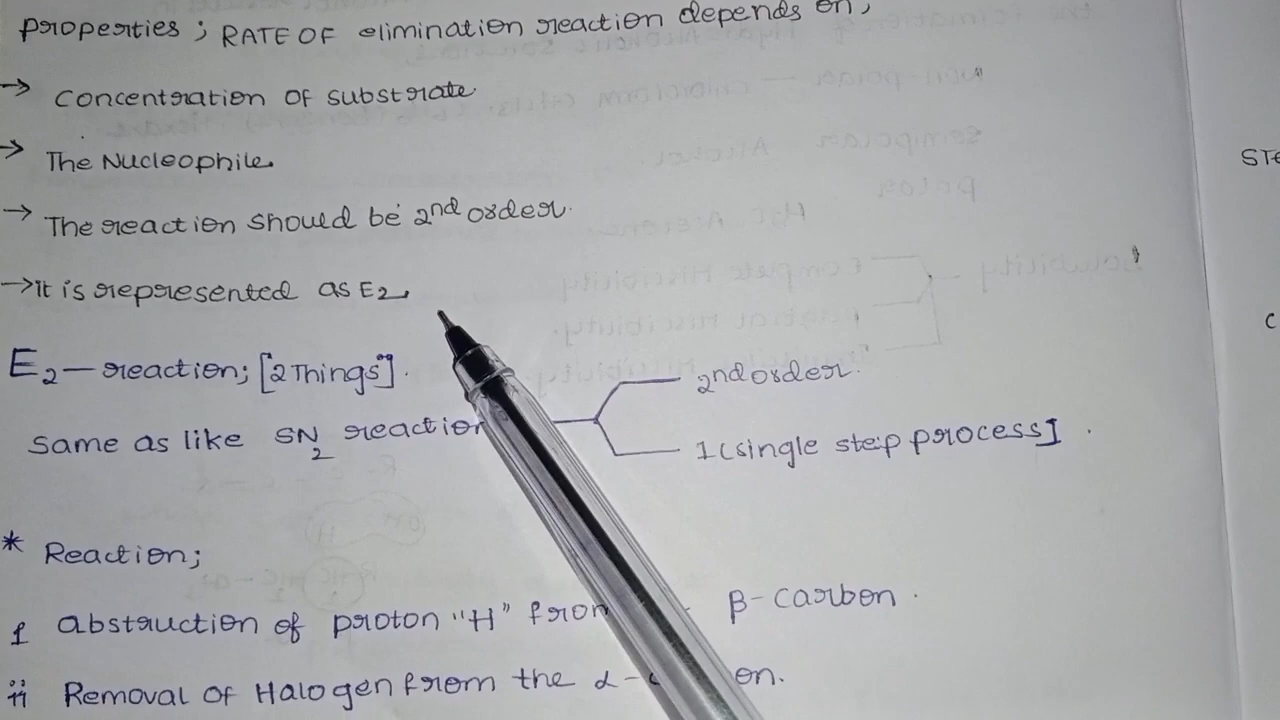 properties ; RATE OF elimination reaction depends on,
→ Concentration of substrate
→ The Nucleophile
→ The reaction should be 2nd order.
→ it is represented as E2
E2 — reaction; ["2 Things"].
same as like SN2 reaction
2nd order.
1 (single step process].
* Reaction;
i abstruction of proton "H" from β- carbon.
ii Removal of Halogen from the α-
STE
C